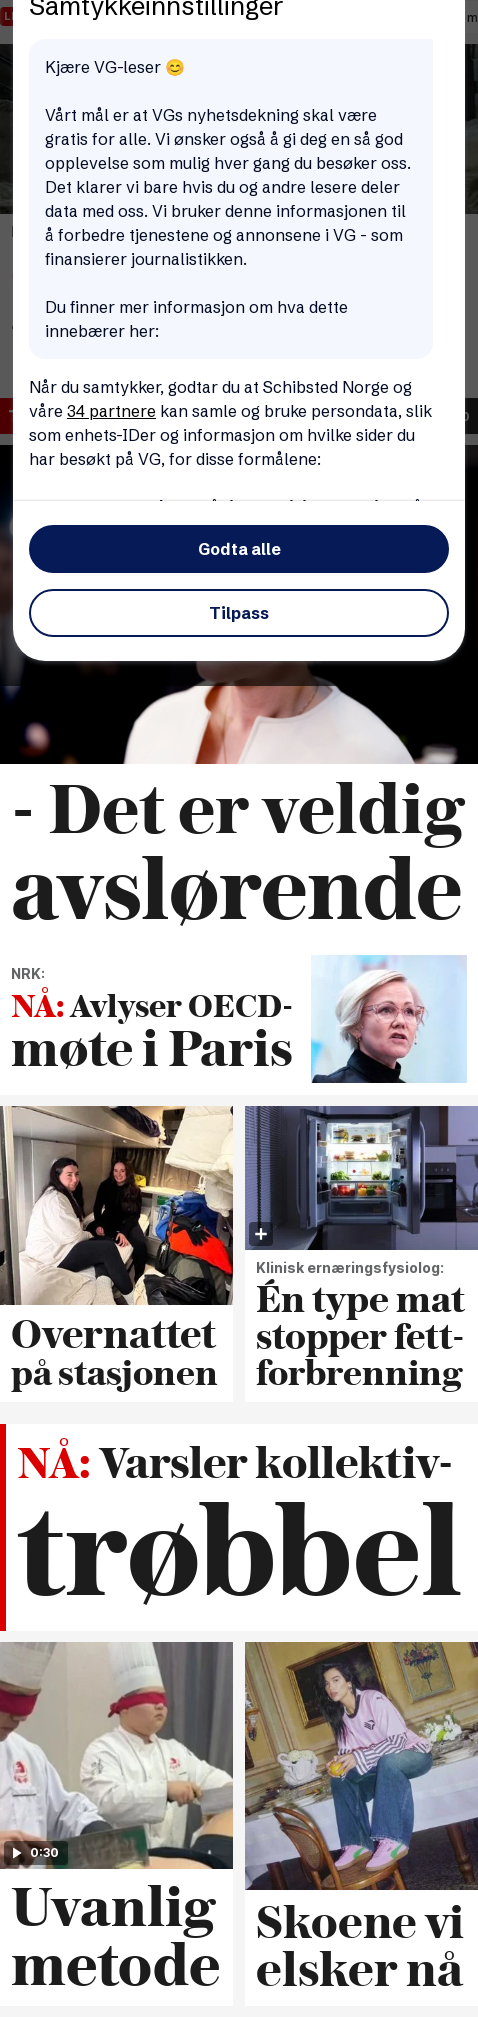 Samtykkeinnstillinger
Kjære VG-leser 😊
Vårt mål er at VGs nyhetsdekning skal være
gratis for alle. Vi ønsker også å gi deg en så god
opplevelse som mulig hver gang du besøker oss.
Det klarer vi bare hvis du og andre lesere deler
data med oss. Vi bruker denne informasjonen til
å forbedre tjenestene og annonsene i VG - som
finansierer journalistikken.
Du finner mer informasjon om hva dette
innebærer her:
Når du samtykker, godtar du at Schibsted Norge og
våre 34 partnere kan samle og bruke persondata, slik
som enhets-IDer og informasjon om hvilke sider du
har besøkt på VG, for disse formålene:
Godta alle
Tilpass
- Det er veldig
avslørende
NRK:
NÅ: Avlyser OECD-
møte i Paris
Overnattet
på stasjonen
Klinisk ernæringsfysiolog:
Én type mat
stopper fett-
forbrenning
NÅ: Varsler kollektiv-
trøbbel
0:30
Uvanlig
metode
Skoene vi
elsker nå